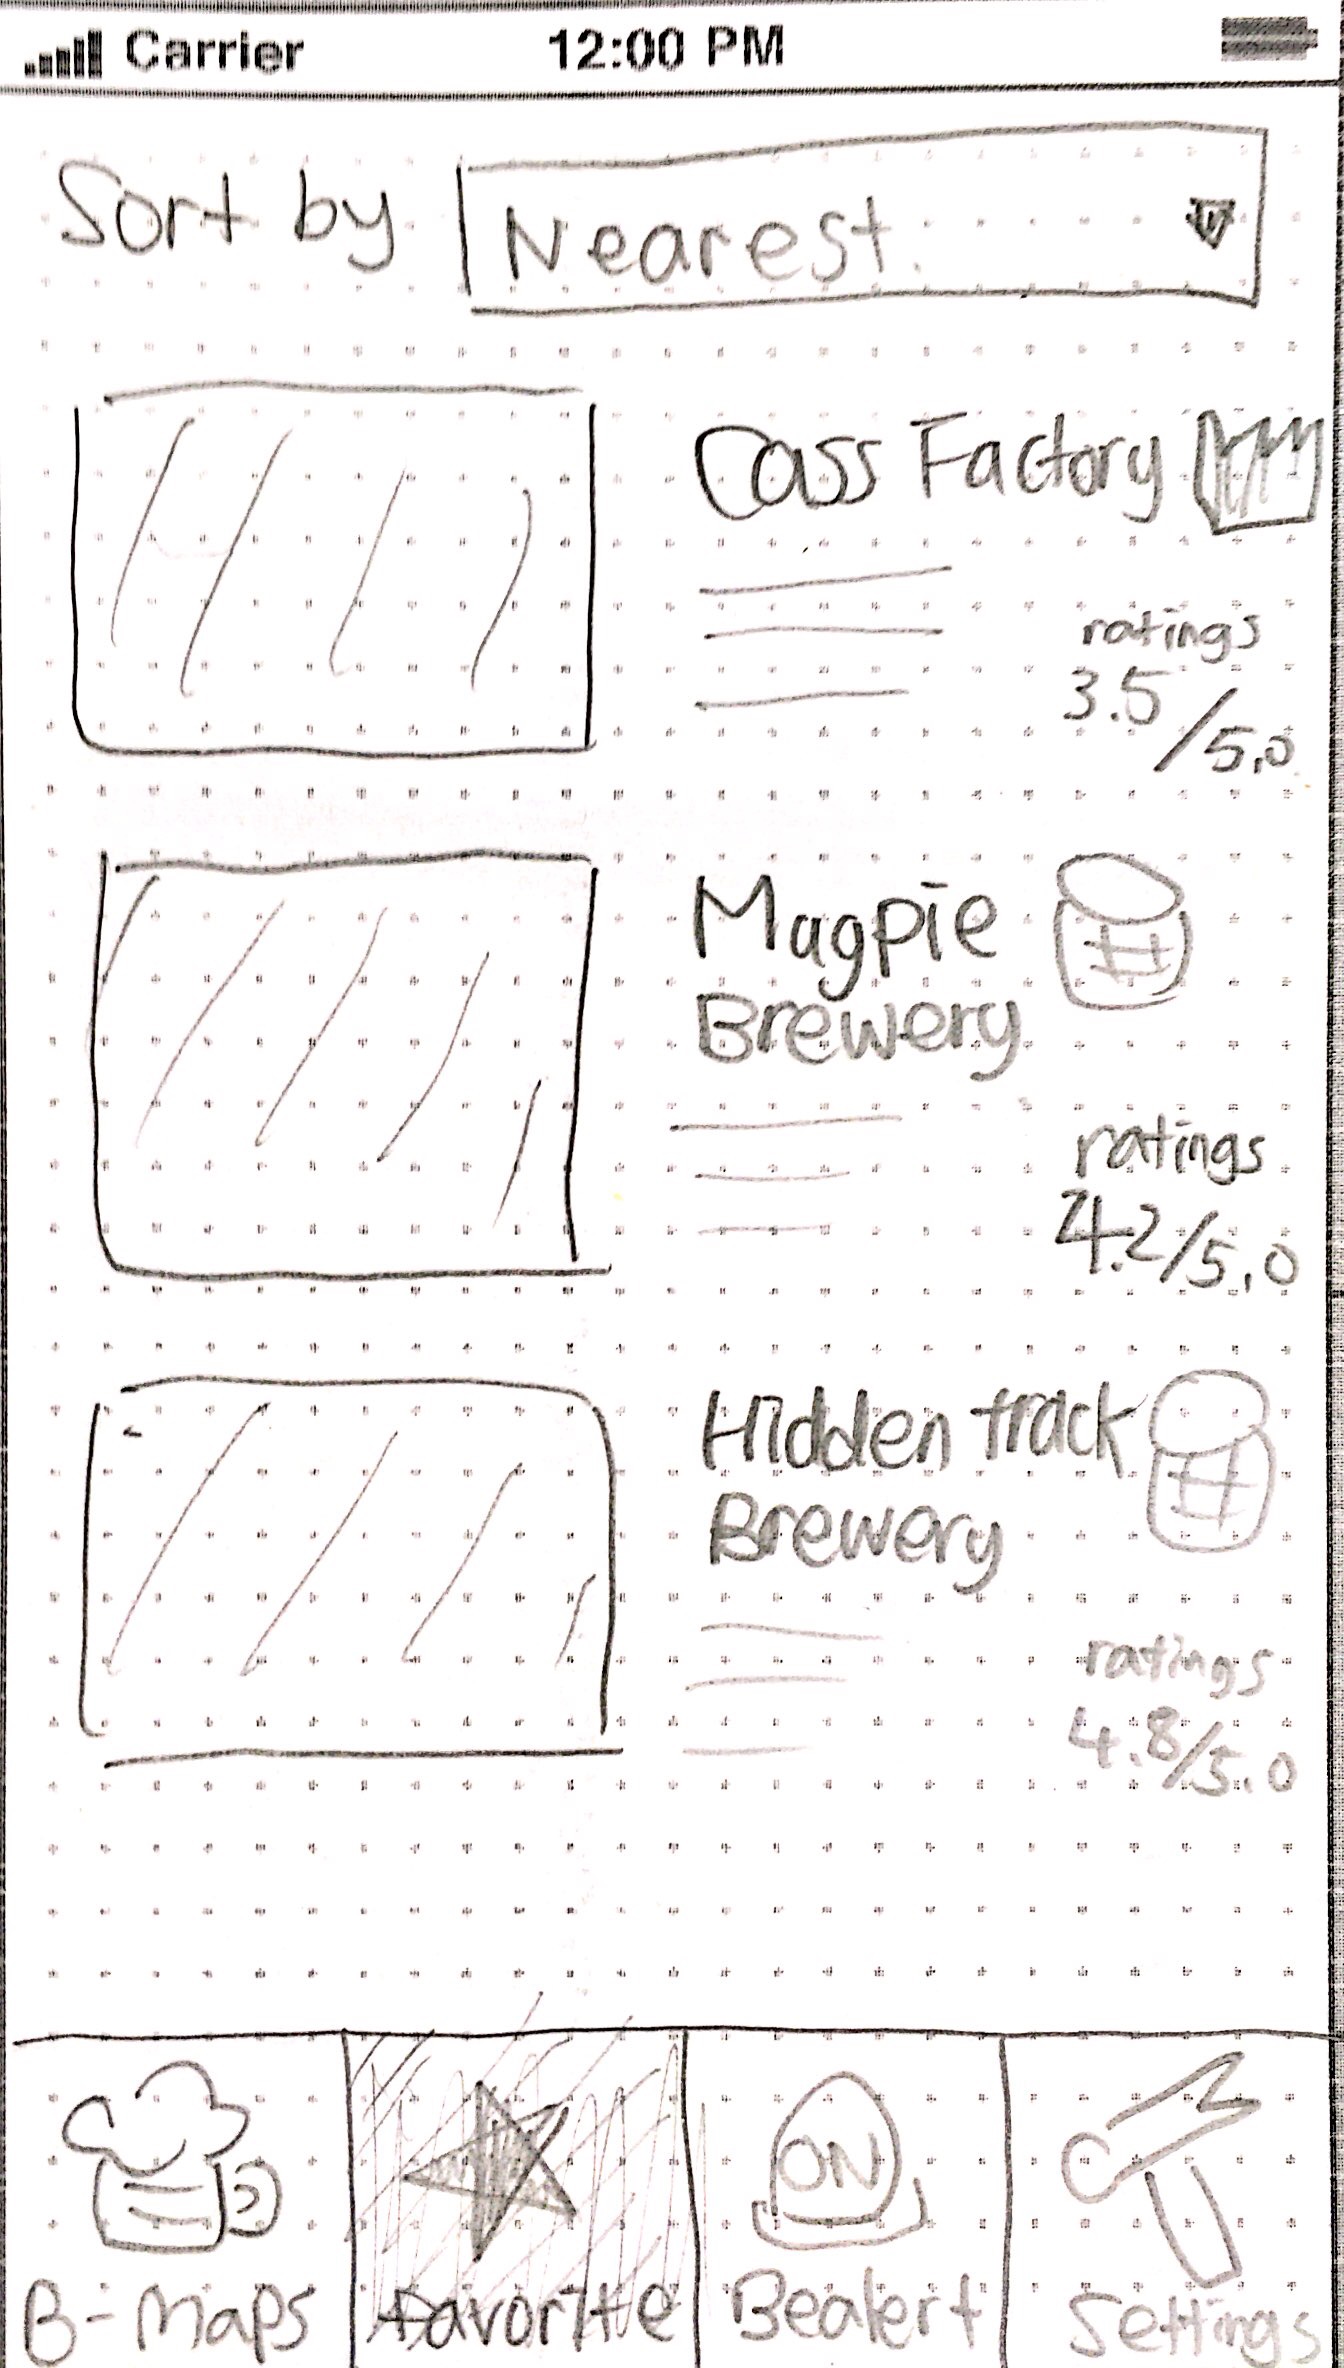 Carrier 12:00 PM
Sort by Nearest
Cass Factory
ratings
3.5/5.0
Magpie
Brewery
ratings
4.2/5.0
Hidden track
Brewery
ratings
4.8/5.0
ON
B-Maps Favorite Bealert Settings